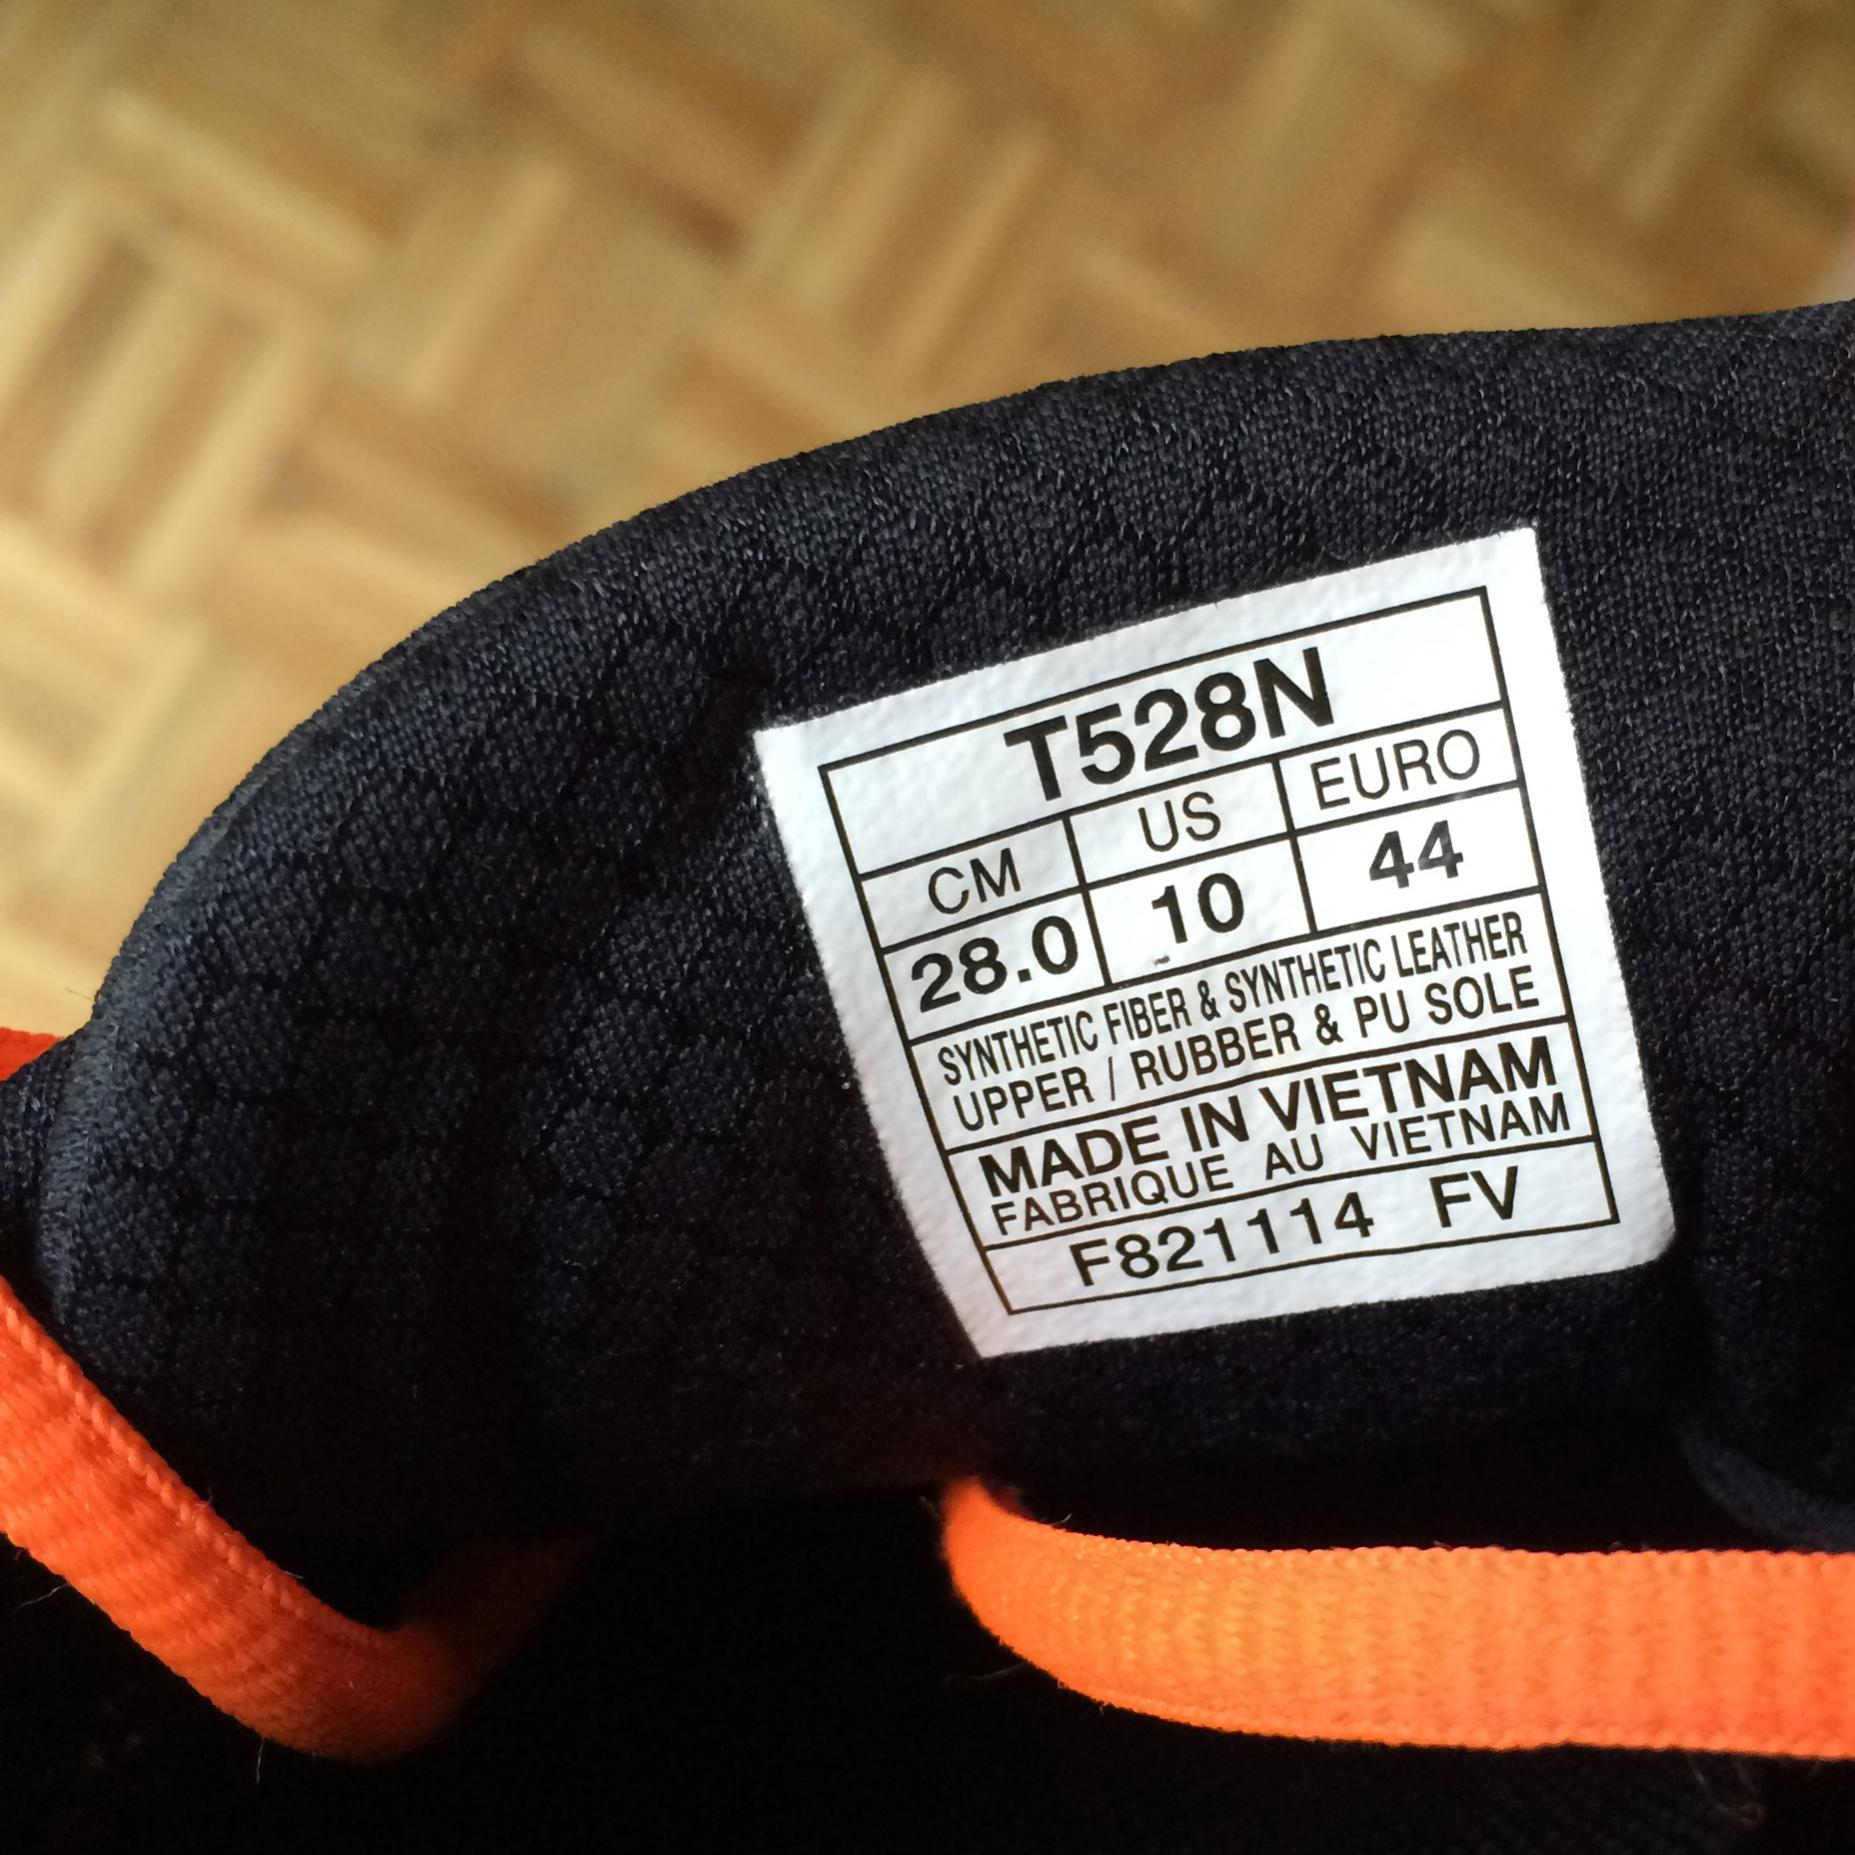 T528N
CM US EURO
28.0 10 44
SYNTHETIC FIBER & SYNTHETIC LEATHER
UPPER / RUBBER & PU SOLE
MADE IN VIETNAM
FABRIQUE AU VIETNAM
F821114 FV